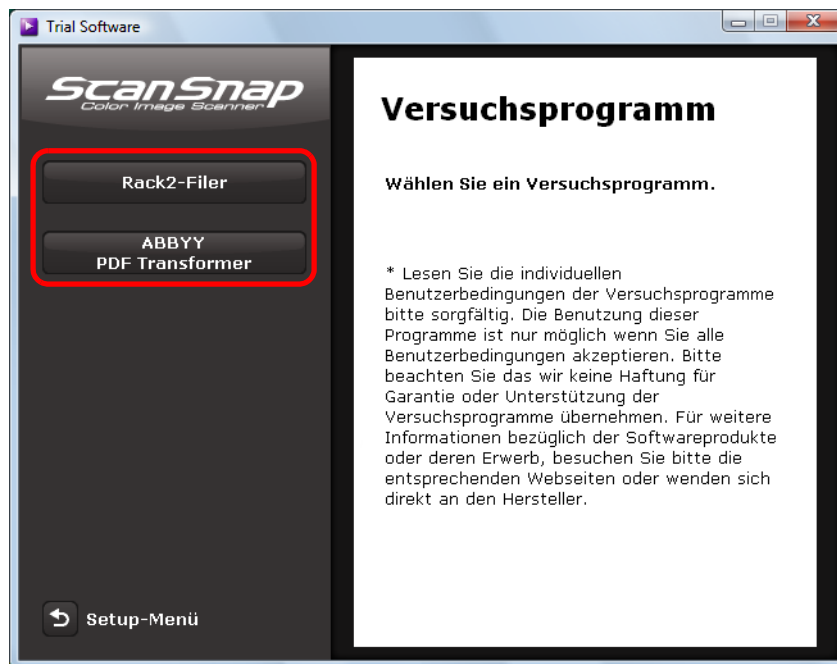 Trial Software
ScanSnap
Color Image Scanner
Rack2-Filer
ABBYY
PDF Transformer
Setup-Menü
Versuchsprogramm
Wählen Sie ein Versuchsprogramm.
* Lesen Sie die individuellen
Benutzerbedingungen der Versuchsprogramme
bitte sorgfältig. Die Benutzung dieser
Programme ist nur möglich wenn Sie alle
Benutzerbedingungen akzeptieren. Bitte
beachten Sie das wir keine Haftung für
Garantie oder Unterstützung der
Versuchsprogramme übernehmen. Für weitere
Informationen bezüglich der Softwareprodukte
oder deren Erwerb, besuchen Sie bitte die
entsprechenden Webseiten oder wenden sich
direkt an den Hersteller.